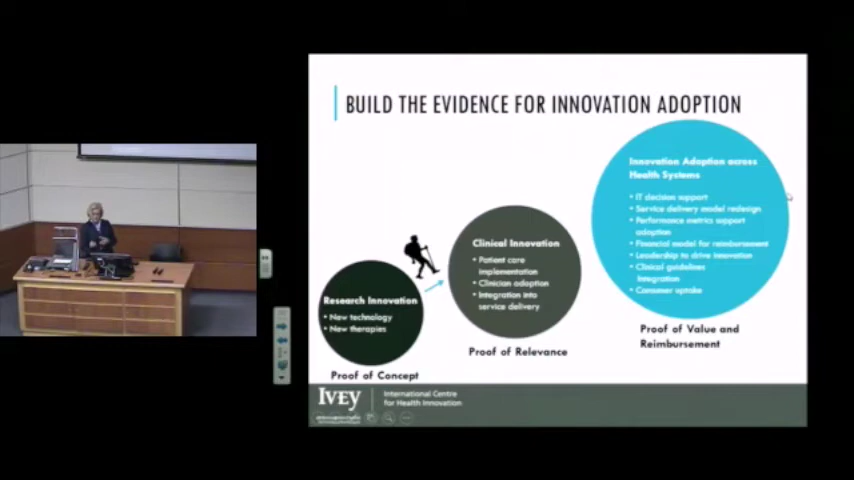 BUILD THE EVIDENCE FOR INNOVATION ADOPTION
Innovation Adoption across
Health Systems
• IT decision support
• Service delivery model redesign
• Performance metrics support
adoption
• Financial model for reimbursement
• Leadership to drive innovation
• Clinical guidelines
Integration
• Consumer uptake
Proof of Value and
Reimbursement
Clinical Innovation
• Patient care
implementation
• Clinician adoption
• Integration into
service delivery
Proof of Relevance
Research Innovation
• New technology
• New therapies
Proof of Concept
IVEY
International Centre
for Health Innovation